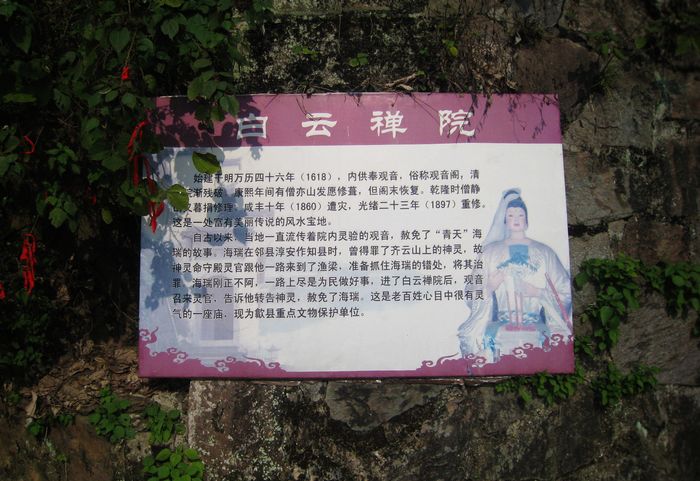 白云禅院
始建于明万历四十六年（1618），内供奉观音，俗称观音阁，清
院渐残破，康熙年间有僧亦山发愿修葺，但阁未恢复。乾隆时僧静
又募捐修理。咸丰十年（1860）遭灾，光绪二十三年（1897）重修。
这是一处富有美丽传说的风水宝地。
自古以来，当地一直流传着院内灵验的观音，赦免了“青天”海
瑞的故事。海瑞在邻县淳安作知县时，曾得罪了齐云山上的神灵，故
神灵命守殿灵官跟他一路来到了渔梁，准备抓住海瑞的错处，将其治
罪。海瑞刚正不阿，一路上尽是为民做好事，进了白云禅院后，观音
召来灵官，告诉他转告神灵，赦免了海瑞。这是老百姓心目中很有灵
气的一座庙，现为歙县重点文物保护单位。